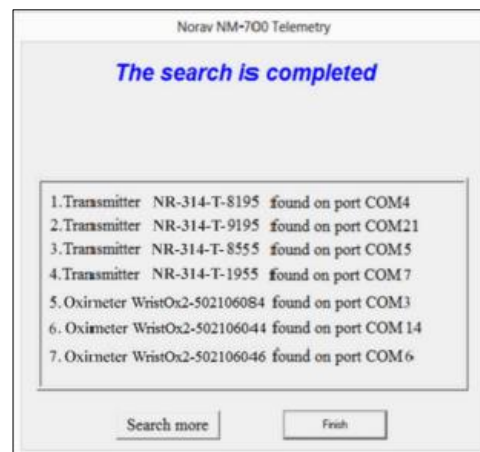 Norav NM-700 Telemetry
The search is completed
1.Transmitter NR-314-T-8195 found on port COM4
2.Transmitter NR-314-T-9195 found on port COM21
3.Transmitter NR-314-T-8555 found on port COM5
4.Transmitter NR-314-T-1955 found on port COM7
5. Oximeter WristOx2-502106084 found on port COM3
6. Oximeter WristOx2-502106044 found on port COM 14
7. Oximeter WristOx2-502106046 found on port COM6
Search more Finish